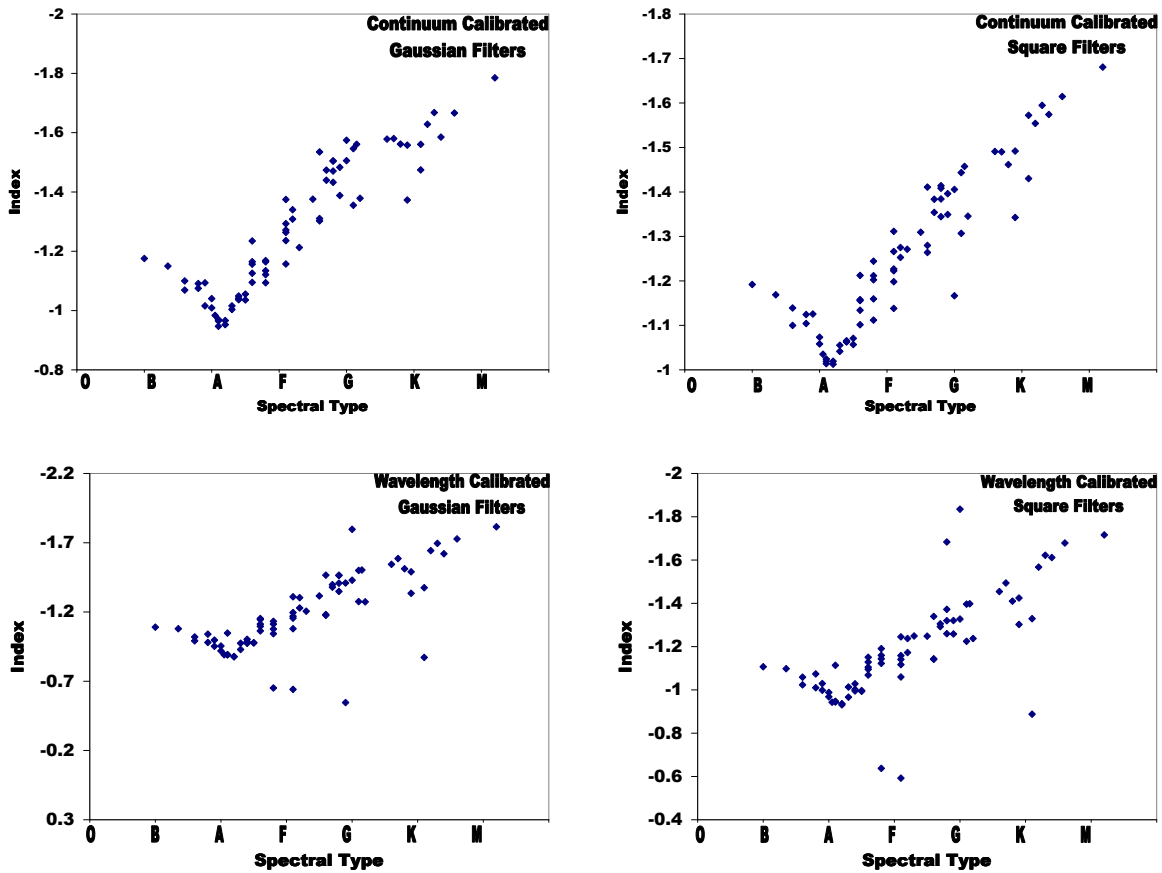 Continuum Calibrated
Gaussian Filters
-2
-1.8
-1.6
-1.4
-1.2
-1
-0.8
Index
O B A F G K M
Spectral Type
Continuum Calibrated
Square Filters
-1.8
-1.7
-1.6
-1.5
-1.4
-1.3
-1.2
-1.1
-1
Index
O B A F G K M
Spectral Type
Wavelength Calibrated
Gaussian Filters
-2.2
-1.7
-1.2
-0.7
-0.2
0.3
Index
O B A F G K M
Spectral Type
Wavelength Calibrated
Square Filters
-2
-1.8
-1.6
-1.4
-1.2
-1
-0.8
-0.6
-0.4
Index
O B A F G K M
Spectral Type